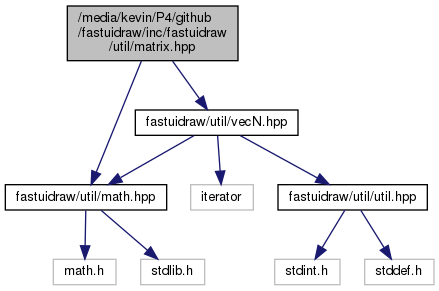 /media/kevin/P4/github
/fastuidraw/inc/fastuidraw
/util/matrix.hpp
fastuidraw/util/vecN.hpp
fastuidraw/util/math.hpp
iterator
fastuidraw/util/util.hpp
math.h
stdlib.h
stdint.h
stddef.h